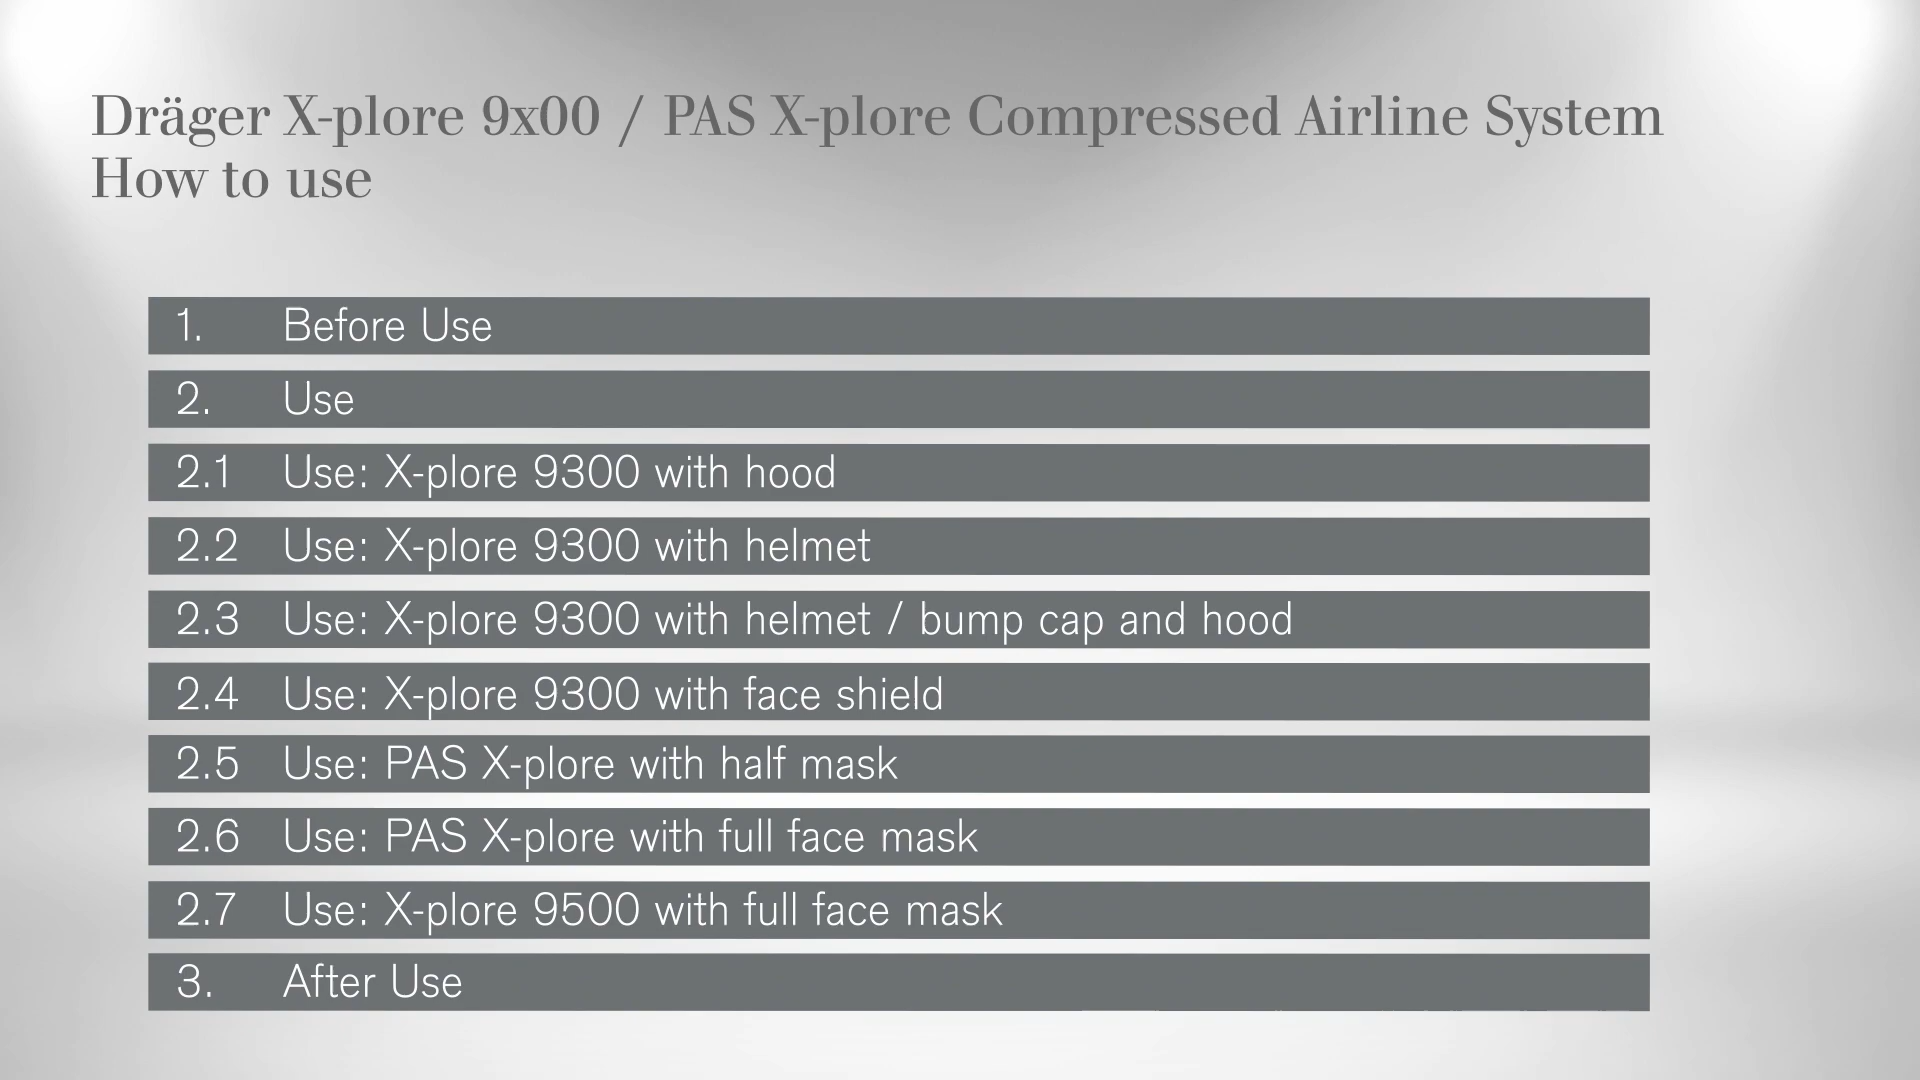 Dräger X-plore 9x00 / PAS X-plore Compressed Airline System
How to use
1. Before Use
2. Use
2.1 Use: X-plore 9300 with hood
2.2 Use: X-plore 9300 with helmet
2.3 Use: X-plore 9300 with helmet / bump cap and hood
2.4 Use: X-plore 9300 with face shield
2.5 Use: PAS X-plore with half mask
2.6 Use: PAS X-plore with full face mask
2.7 Use: X-plore 9500 with full face mask
3. After Use